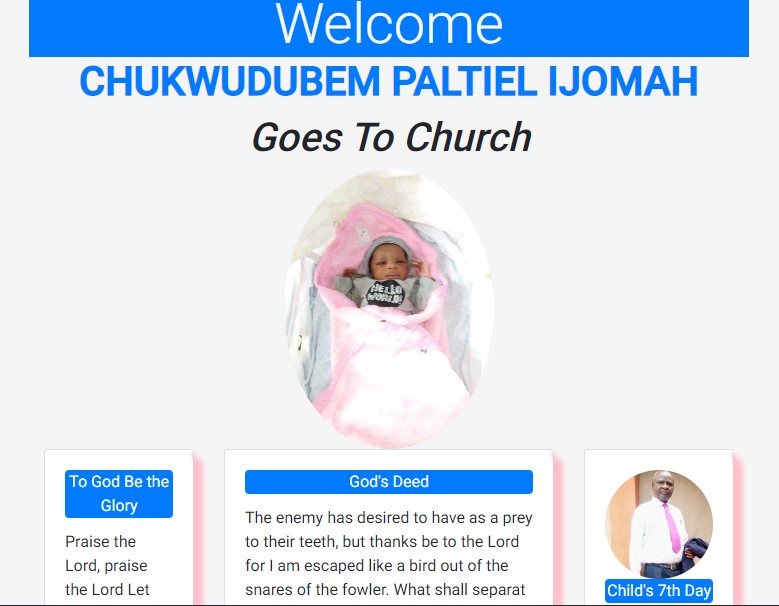 Welcome
CHUKWUDUBEM PALTIEL IJOMAH
Goes To Church
HELLO
WORLD!
To God Be the
Glory
Praise the
Lord, praise
the Lord Let
God's Deed
The enemy has desired to have as a prey
to their teeth, but thanks be to the Lord
for I am escaped like a bird out of the
snares of the fowler. What shall separat
Child's 7th Day